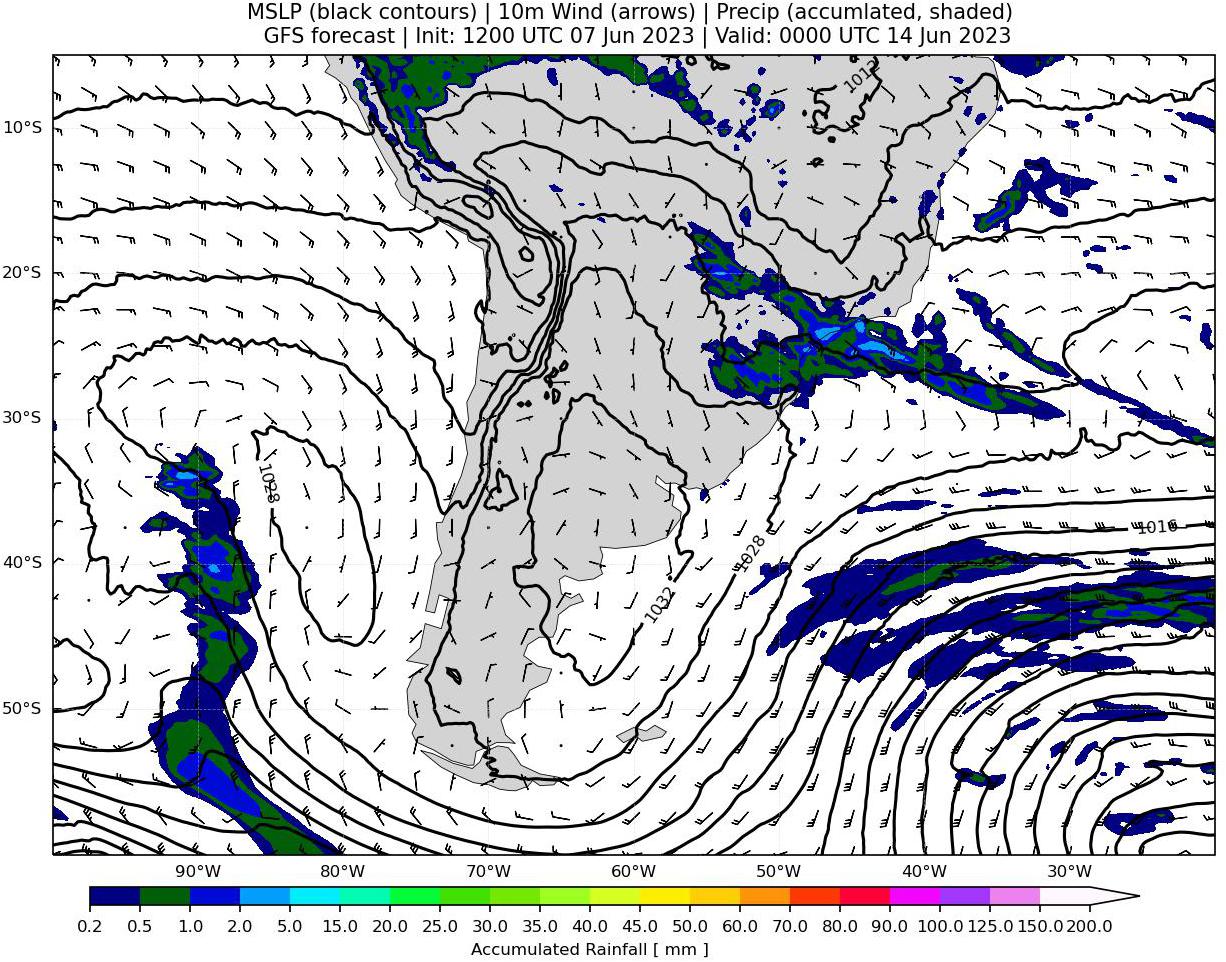 MSLP (black contours) | 10m Wind (arrows) | Precip (accumlated, shaded)
GFS forecast | Init: 1200 UTC 07 Jun 2023 | Valid: 0000 UTC 14 Jun 2023
1012
10°S
20°S
30°S
1028
1016
40°S
1028
1032
50°S
90°W 80°W 70°W 60°W 50°W 40°W 30°W
0.2 0.5 1.0 2.0 5.0 10.0 15.0 20.0 25.0 30.0 35.0 40.0 45.0 50.0 60.0 70.0 80.0 90.0 100.0 125.0 150.0 200.0
Accumulated Rainfall [ mm ]